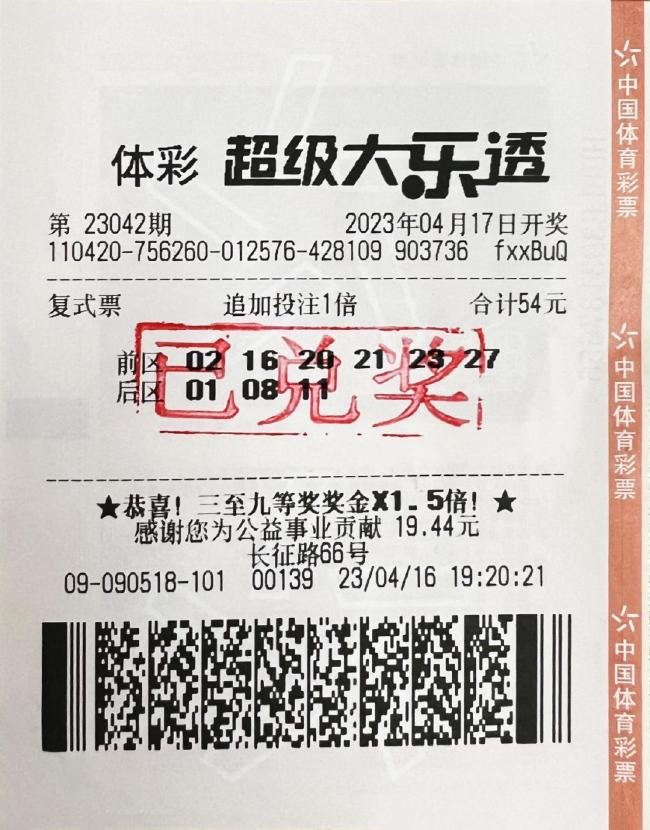 体彩 超级大乐透
第 23042期 2023年04月17日开奖
110420-756260-012576-428109 903736 fxxBuQ
复式票 追加投注1倍 合计54元
前区 02 16 20 21 23 27
后区 01 08 11
已兑奖
★恭喜！三至九等奖奖金X1.5倍！★
感谢您为公益事业贡献 19.44元
长征路66号
09-090518-101 00139 23/04/16 19:20:21
中国体育彩票
中国体育彩票
中国体育彩票